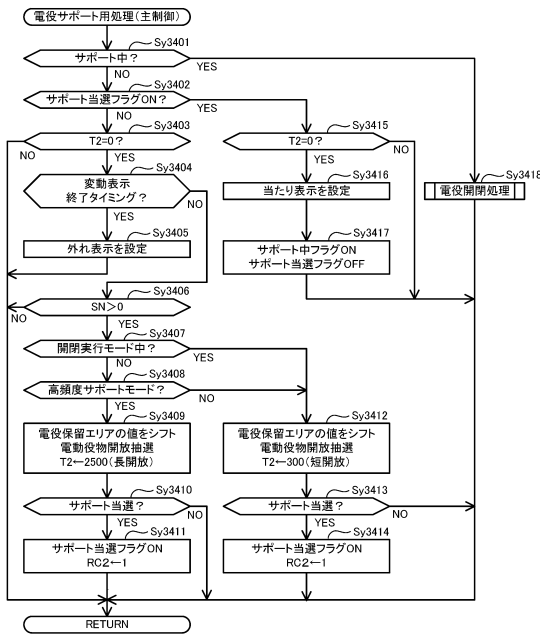 電役サポート用処理(主制御)
Sy3401
サポート中?
YES
NO
Sy3402
サポート当選フラグON?
YES
NO
Sy3403
T2=0?
NO
YES
Sy3415
T2=0?
NO
YES
Sy3404
変動表示
終了タイミング?
NO
YES
Sy3416
当たり表示を設定
Sy3418
電役開閉処理
Sy3405
外れ表示を設定
Sy3417
サポート中フラグON
サポート当選フラグOFF
Sy3406
SN>0
NO
YES
Sy3407
開閉実行モード中?
YES
NO
Sy3408
高頻度サポートモード?
NO
YES
Sy3409
電役保留エリアの値をシフト
電動役物開放抽選
T2←2500(長開放)
Sy3412
電役保留エリアの値をシフト
電動役物開放抽選
T2←300(短開放)
Sy3410
サポート当選?
NO
YES
Sy3413
サポート当選?
NO
YES
Sy3411
サポート当選フラグON
RC2←1
Sy3414
サポート当選フラグON
RC2←1
RETURN